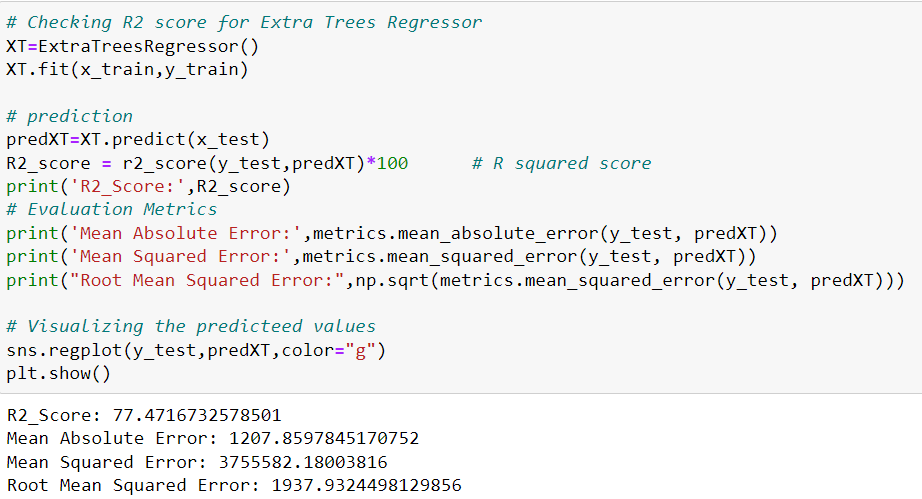 # Checking R2 score for Extra Trees Regressor
XT=ExtraTreesRegressor()
XT.fit(x_train,y_train)
# prediction
predXT=XT.predict(x_test)
R2_score = r2_score(y_test,predXT)*100      # R squared score
print('R2_Score:',R2_score)
# Evaluation Metrics
print('Mean Absolute Error:',metrics.mean_absolute_error(y_test, predXT))
print('Mean Squared Error:',metrics.mean_squared_error(y_test, predXT))
print("Root Mean Squared Error:",np.sqrt(metrics.mean_squared_error(y_test, predXT)))
# Visualizing the predicteed values
sns.regplot(y_test,predXT,color="g")
plt.show()
R2_Score: 77.4716732578501
Mean Absolute Error: 1207.8597845170752
Mean Squared Error: 3755582.18003816
Root Mean Squared Error: 1937.9324498129856